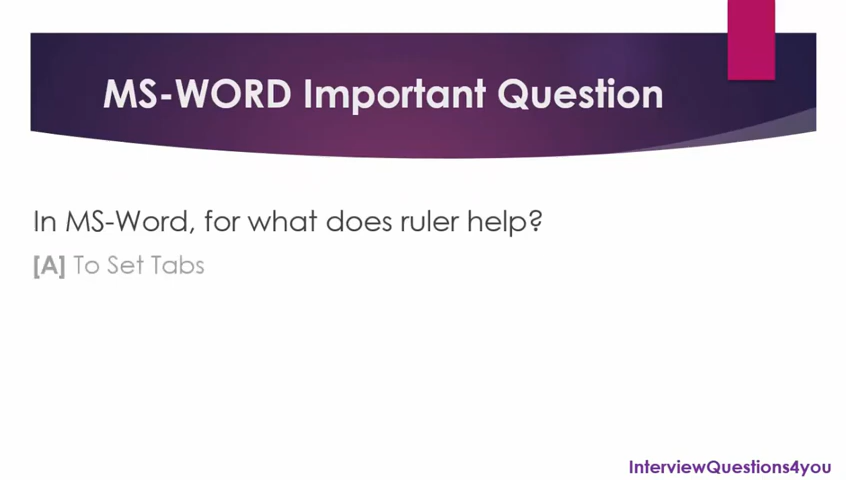 MS-WORD Important Question
In MS-Word, for what does ruler help?
[A] To Set Tabs
InterviewQuestions4you